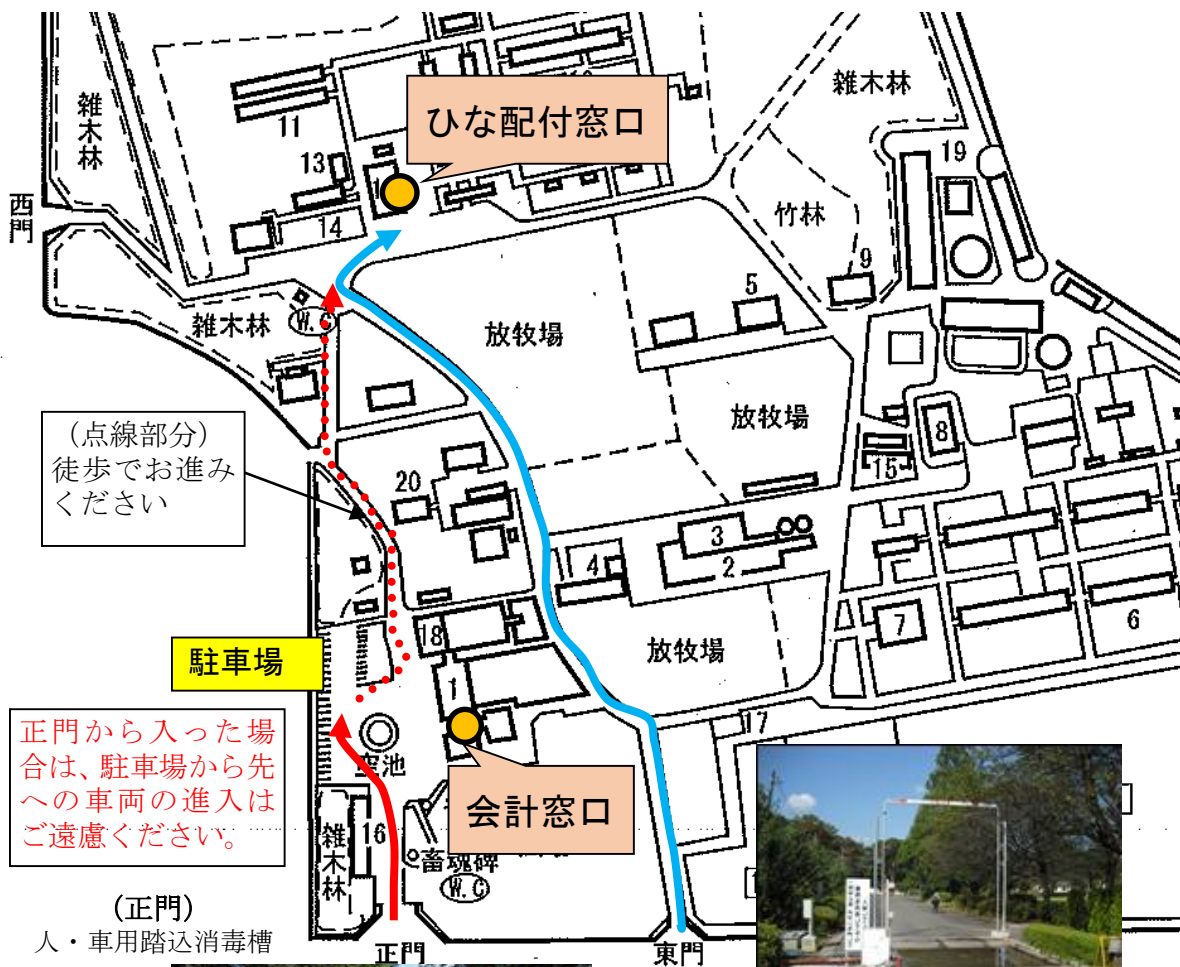 雑木林
11
13
14
ひな配付窓口
雑木林
19
竹林
9
5
西門
雑木林
W.C
放牧場
放牧場
(点線部分)
徒歩でお進み
ください
20
8
15
3
2
4
7
6
18
1
放牧場
17
駐車場
正門から入った場
合は、駐車場から先
への車両の進入は
ご遠慮ください。
空池
会計窓口
雑木林
16
畜魂碑
W.C
(正門)
人・車用踏込消毒槽
正門
東門